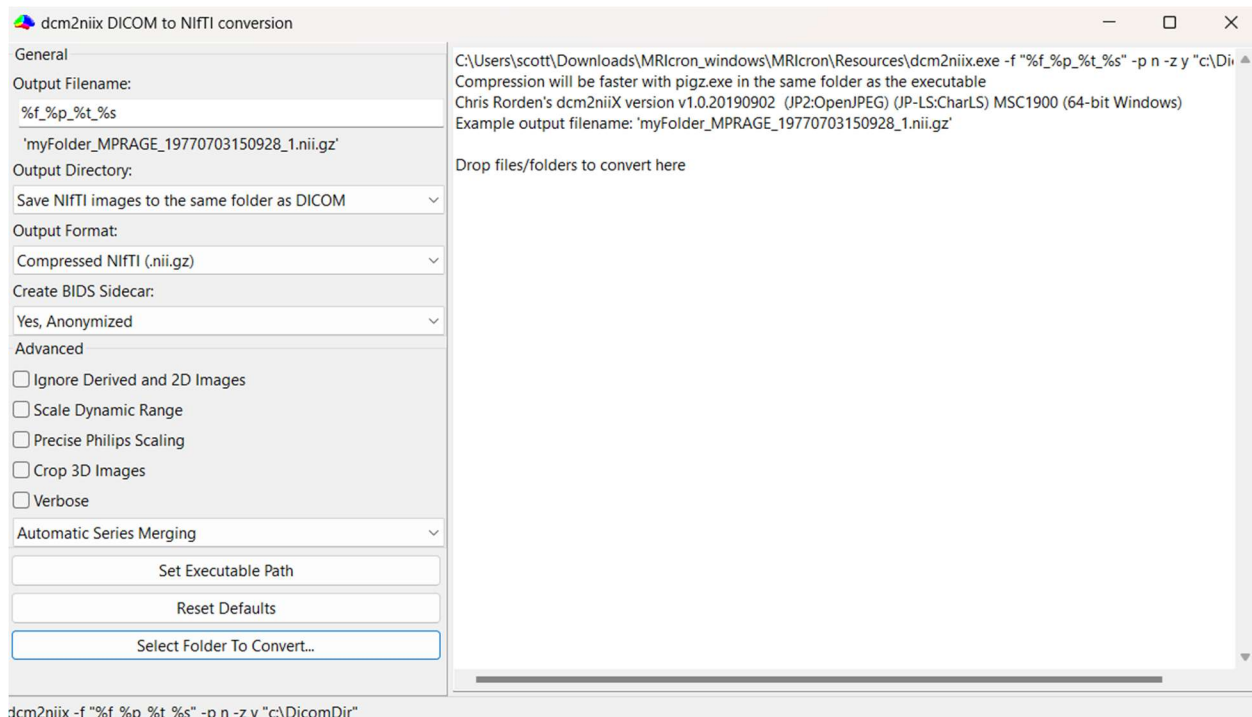 dcm2niix DICOM to NIfTI conversion
General
Output Filename:
%f_%p_%t_%s
'myFolder_MPRAGE_19770703150928_1.nii.gz'
Output Directory:
Save NIfTI images to the same folder as DICOM
Output Format:
Compressed NIfTI (.nii.gz)
Create BIDS Sidecar:
Yes, Anonymized
Advanced
Ignore Derived and 2D Images
Scale Dynamic Range
Precise Philips Scaling
Crop 3D Images
Verbose
Automatic Series Merging
Set Executable Path
Reset Defaults
Select Folder To Convert...
C:\Users\scott\Downloads\MRIcron_windows\MRIcron\Resources\dcm2niix.exe -f "%f_%p_%t_%s" -p n -z y "c:\Di
Compression will be faster with pigz.exe in the same folder as the executable
Chris Rorden's dcm2niiX version v1.0.20190902 (JP2:OpenJPEG) (JP-LS:CharLS) MSC1900 (64-bit Windows)
Example output filename: 'myFolder_MPRAGE_19770703150928_1.nii.gz'
Drop files/folders to convert here
dcm2niix -f "%f_%p_%t_%s" -p n -z y "c:\DicomDir"